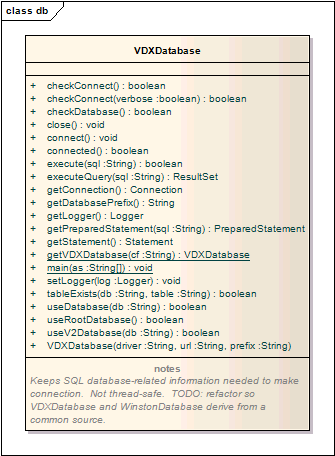 class db
VDXDatabase
+ checkConnect() : boolean
+ checkConnect(verbose :boolean) : boolean
+ checkDatabase() : boolean
+ close() : void
+ connect() : void
+ connected() : boolean
+ execute(sql :String) : boolean
+ executeQuery(sql :String) : ResultSet
+ getConnection() : Connection
+ getDatabasePrefix() : String
+ getLogger() : Logger
+ getPreparedStatement(sql :String) : PreparedStatement
+ getStatement() : Statement
+ getVDXDatabase(cf :String) : VDXDatabase
+ main(as :String[]) : void
+ setLogger(log :Logger) : void
+ tableExists(db :String, table :String) : boolean
+ useDatabase(db :String) : boolean
+ useRootDatabase() : boolean
+ useV2Database(db :String) : boolean
+ VDXDatabase(driver :String, url :String, prefix :String)
notes
Keeps SQL database-related information needed to make
connection.  Not thread-safe.  TODO: refactor so
VDXDatabase and WinstonDatabase derive from a
common source.